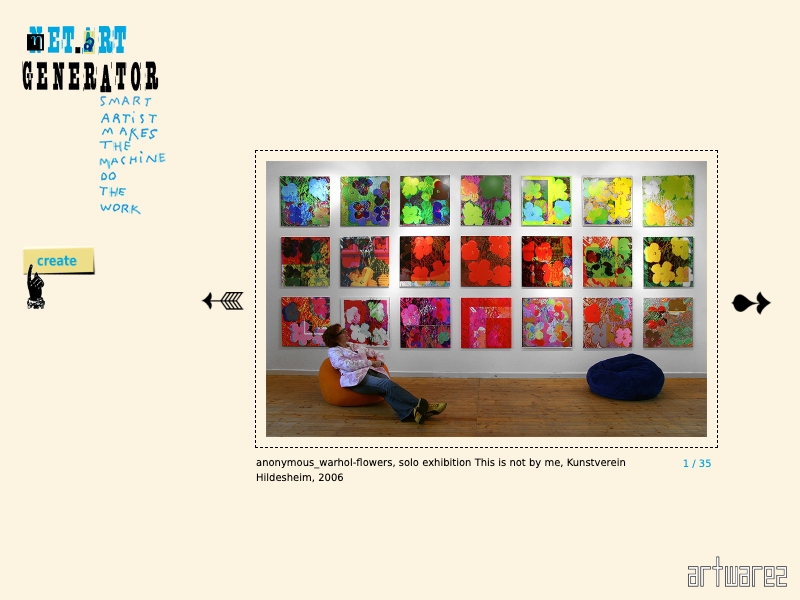 NET.ART
GENERATOR
SMART
ARTIST
MAKES
THE
MACHINE
DO
THE
WORK
create
anonymous_warhol-flowers, solo exhibition This is not by me, Kunstverein
Hildesheim, 2006
1 / 35
artwarez